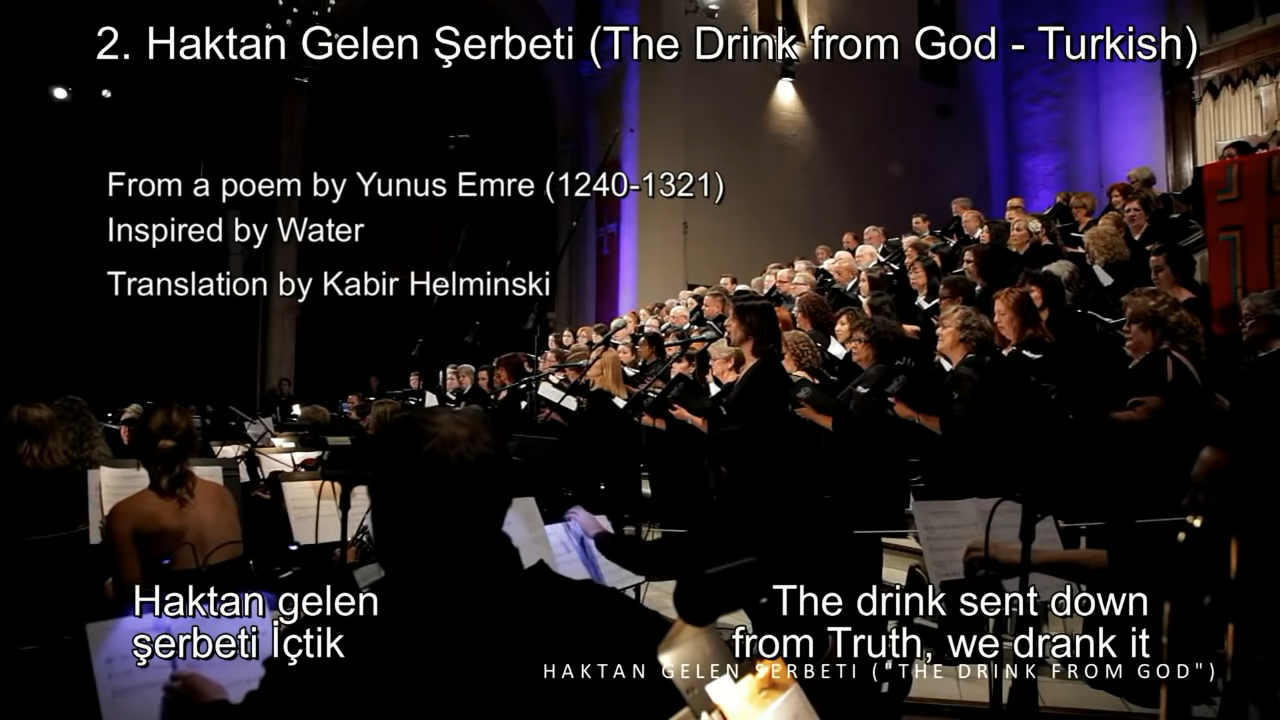 2. Haktan Gelen Şerbeti (The Drink from God - Turkish)
From a poem by Yunus Emre (1240-1321)
Inspired by Water
Translation by Kabir Helminski
Haktan gelen
şerbeti İçtik
The drink sent down
from Truth, we drank it
HAKTAN GELEN ŞERBETI ("THE DRINK FROM GOD")